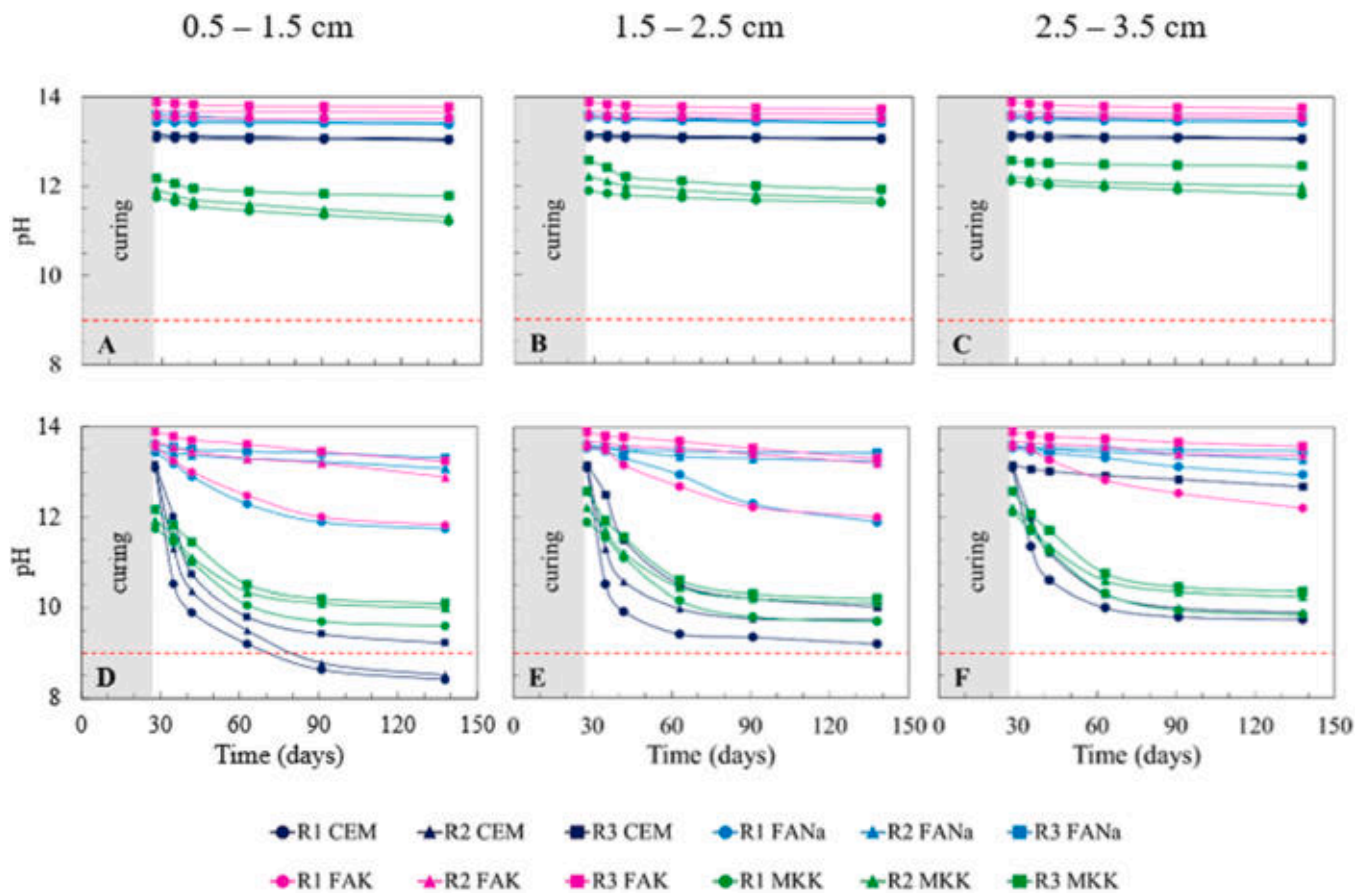 0.5 – 1.5 cm 1.5 – 2.5 cm 2.5 – 3.5 cm
14
12
10
8
pH
curing
A
curing
B
curing
C
14
12
10
8
pH
curing
D
curing
E
curing
F
0 30 60 90 120 150 0 30 60 90 120 150 0 30 60 90 120 150
Time (days) Time (days) Time (days)
R1 CEM R2 CEM R3 CEM R1 FANa R2 FANa R3 FANa
R1 FAK R2 FAK R3 FAK R1 MKK R2 MKK R3 MKK